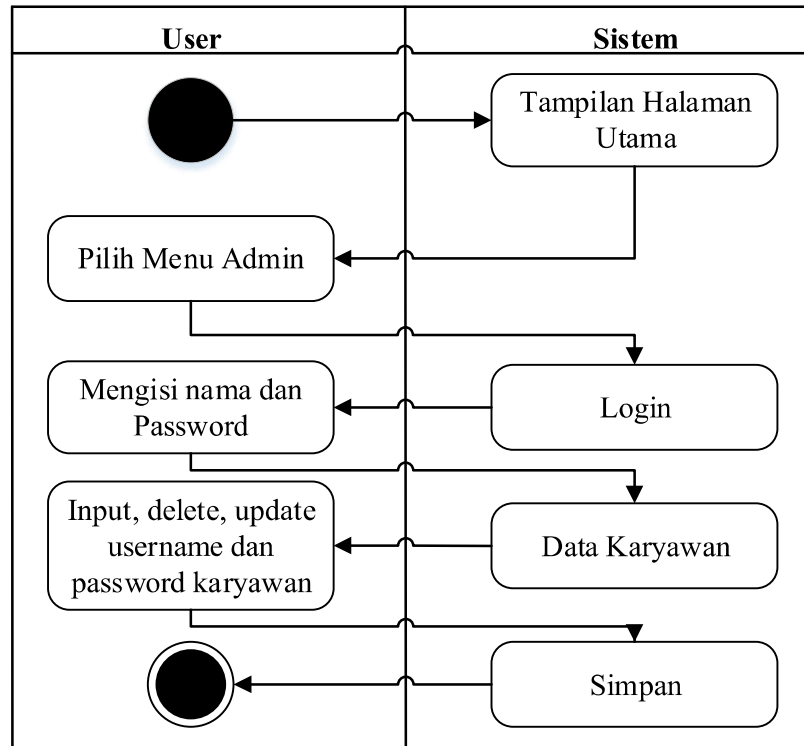 User
Sistem
Tampilan Halaman
Utama
Pilih Menu Admin
Login
Mengisi nama dan
Password
Data Karyawan
Input, delete, update
username dan
password karyawan
Simpan